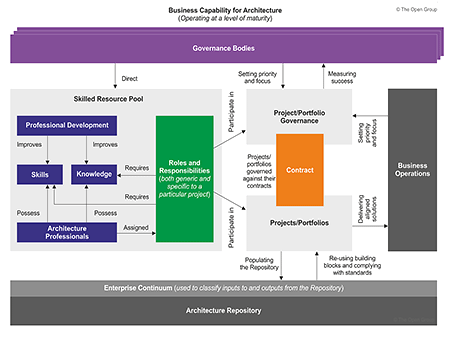 Business Capability for Architecture
(Operating at a level of maturity)
© The Open Group
Governance Bodies
Direct
Setting priority
and focus
Measuring
success
Skilled Resource Pool
Professional Development
Improves
Improves
Skills
Knowledge
Possess
Possess
Architecture
Professionals
Requires
Requires
Assigned
Roles and
Responsibilities
(both generic and
specific to a
particular project)
Participate in
Participate in
Project/Portfolio
Governance
Projects/
portfolios
governed
against their
contracts
Contract
Projects/Portfolios
Setting
priority
and focus
Delivering
aligned
solutions
Business
Operations
Populating
the Repository
Re-using building
blocks and complying
with standards
Enterprise Continuum (used to classify inputs to and outputs from the Repository)
Architecture Repository